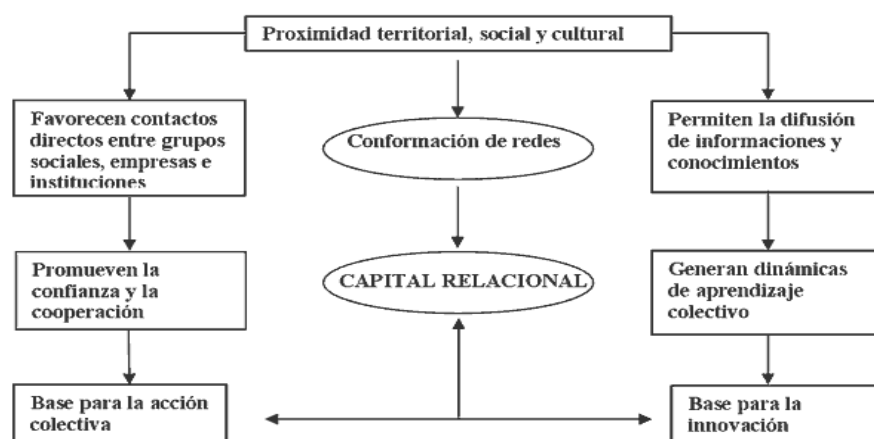 Proximidad territorial, social y cultural
Favorecen contactos
directos entre grupos
sociales, empresas e
instituciones
Conformación de redes
Permiten la difusión
de informaciones y
conocimientos
Promueven la
confianza y la
cooperación
CAPITAL RELACIONAL
Generan dinámicas
de aprendizaje
colectivo
Base para la acción
colectiva
Base para la
innovación